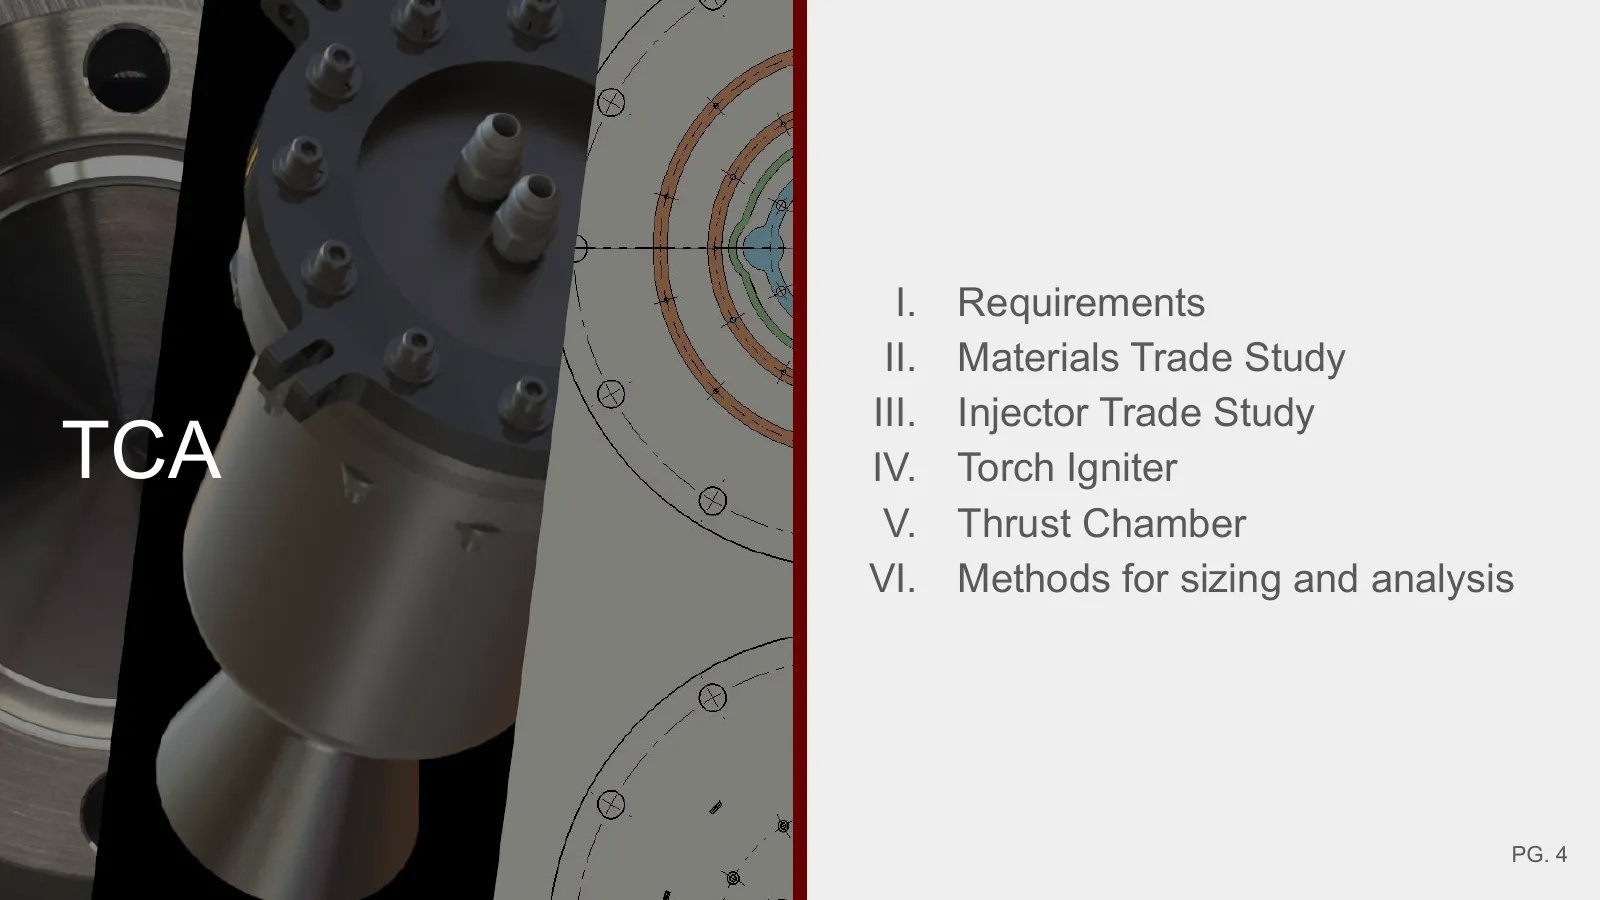 TCA
I. Requirements
II. Materials Trade Study
III. Injector Trade Study
IV. Torch Igniter
V. Thrust Chamber
VI. Methods for sizing and analysis
PG. 4